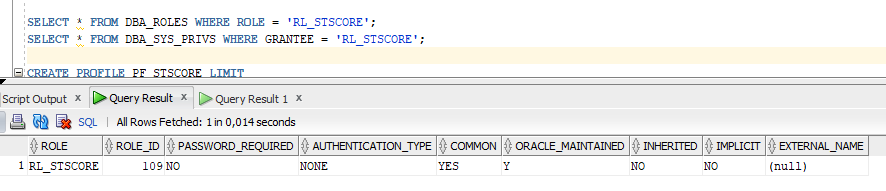 SELECT * FROM DBA_ROLES WHERE ROLE = 'RL_STSCORE';
SELECT * FROM DBA_SYS_PRIVS WHERE GRANTEE = 'RL_STSCORE';
CREATE PROFILE PF_STSCORE LIMIT
Script Output x Query Result x Query Result 1 x
SQL | All Rows Fetched: 1 in 0,014 seconds
ROLE ROLE_ID PASSWORD_REQUIRED AUTHENTICATION_TYPE COMMON ORACLE_MAINTAINED INHERITED IMPLICIT EXTERNAL_NAME
1 RL_STSCORE 109 NO NONE YES Y NO NO (null)